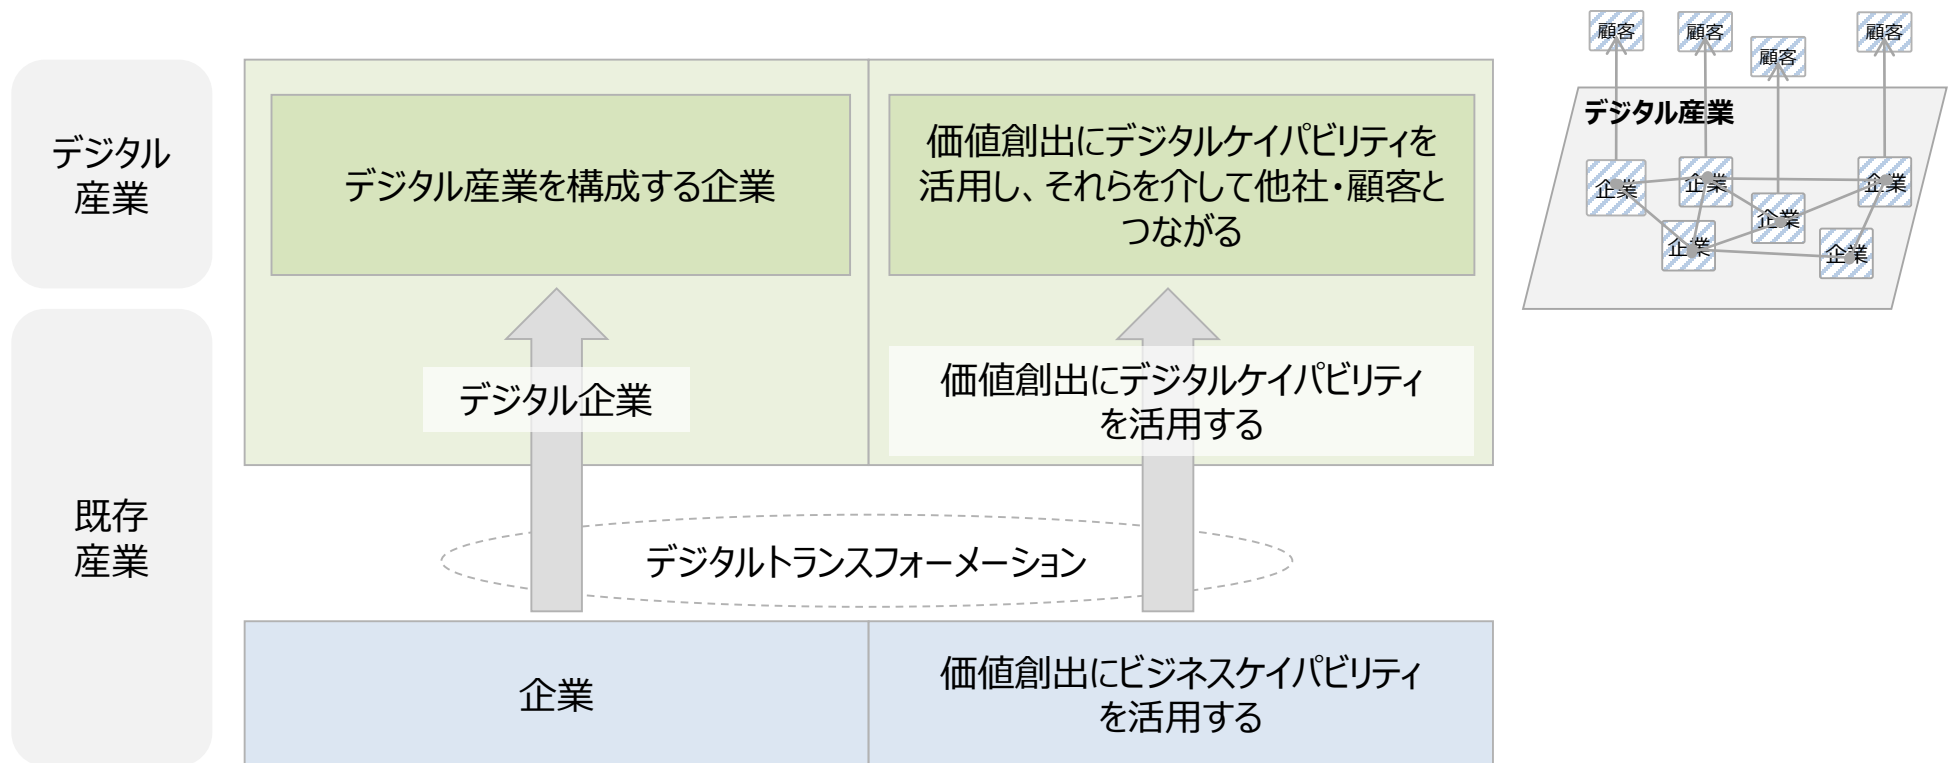 デジタル
産業
デジタル産業を構成する企業
価値創出にデジタルケイパビリティを
活用し、それらを介して他社・顧客と
つながる
デジタル企業
価値創出にデジタルケイパビリティ
を活用する
既存
産業
デジタルトランスフォーメーション
企業
価値創出にビジネスケイパビリティ
を活用する
顧客
顧客
顧客
顧客
デジタル産業
企業
企業
企業
企業
企業
企業